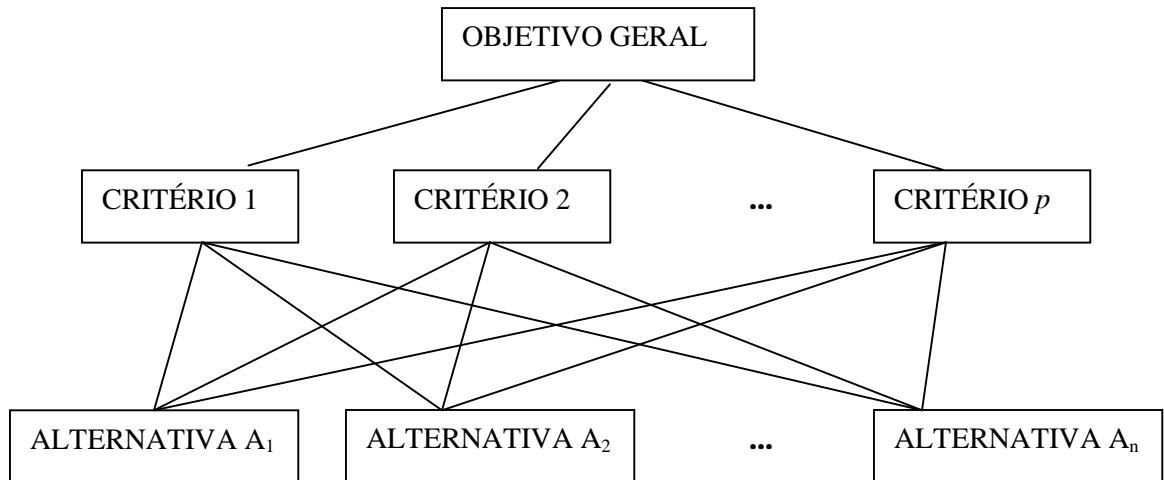 OBJETIVO GERAL
CRITÉRIO 1
CRITÉRIO 2
...
CRITÉRIO p
ALTERNATIVA A₁
ALTERNATIVA A₂
...
ALTERNATIVA Aₙ